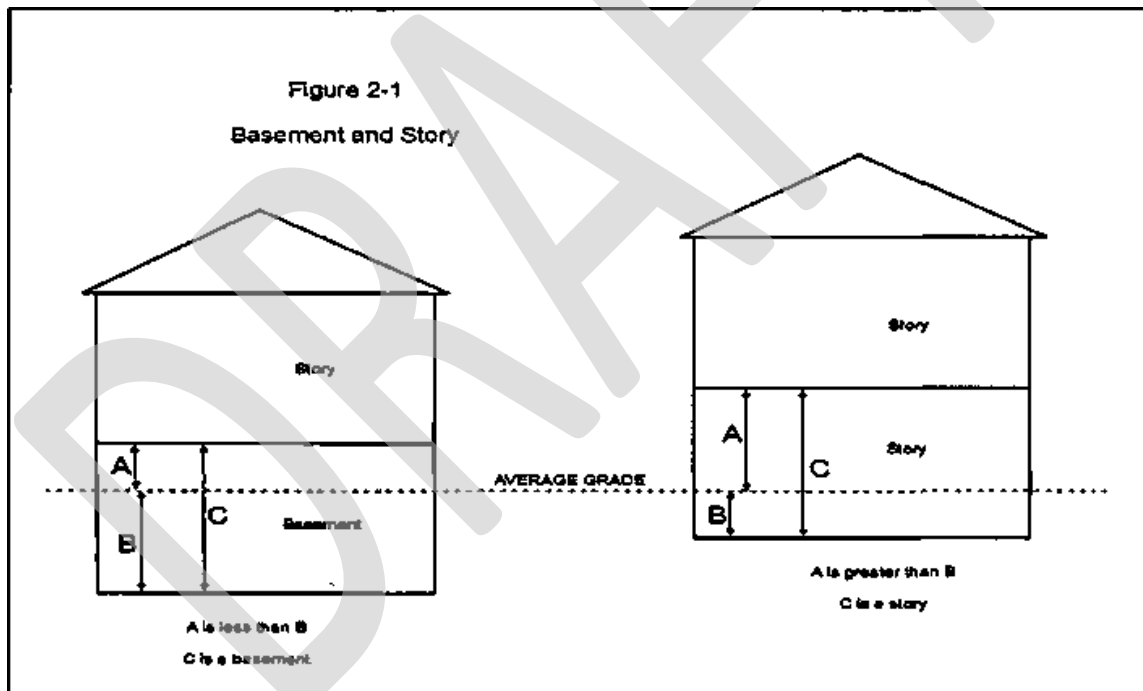 Figure 2-1
Basement and Story
Story
A
B
C
Basement
A is less than B
C is a basement
AVERAGE GRADE
Story
A
Story
C
B
A is greater than B
C is a story
DRAF